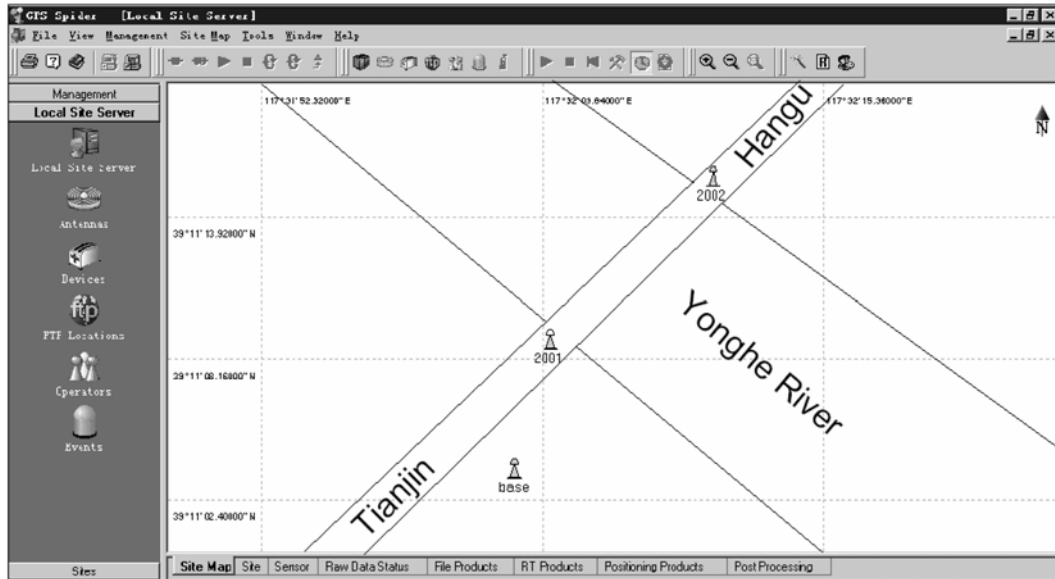 GPS Spider [Local Site Server]
File View Management Site Map Tools Window Help
Management
Local Site Server
Local Site Server
Antennas
Devices
FTP Locations
Operators
Events
Sites
117°31'52.32000" E
117°32'03.84000" E
117°32'15.36000" E
N
Hangu
2002
39°11'13.92000" N
Yonghe River
2001
39°11'08.16000" N
base
Tianjin
39°11'02.40000" N
Site Map Site Sensor Raw Data Status File Products RT Products Positioning Products Post Processing